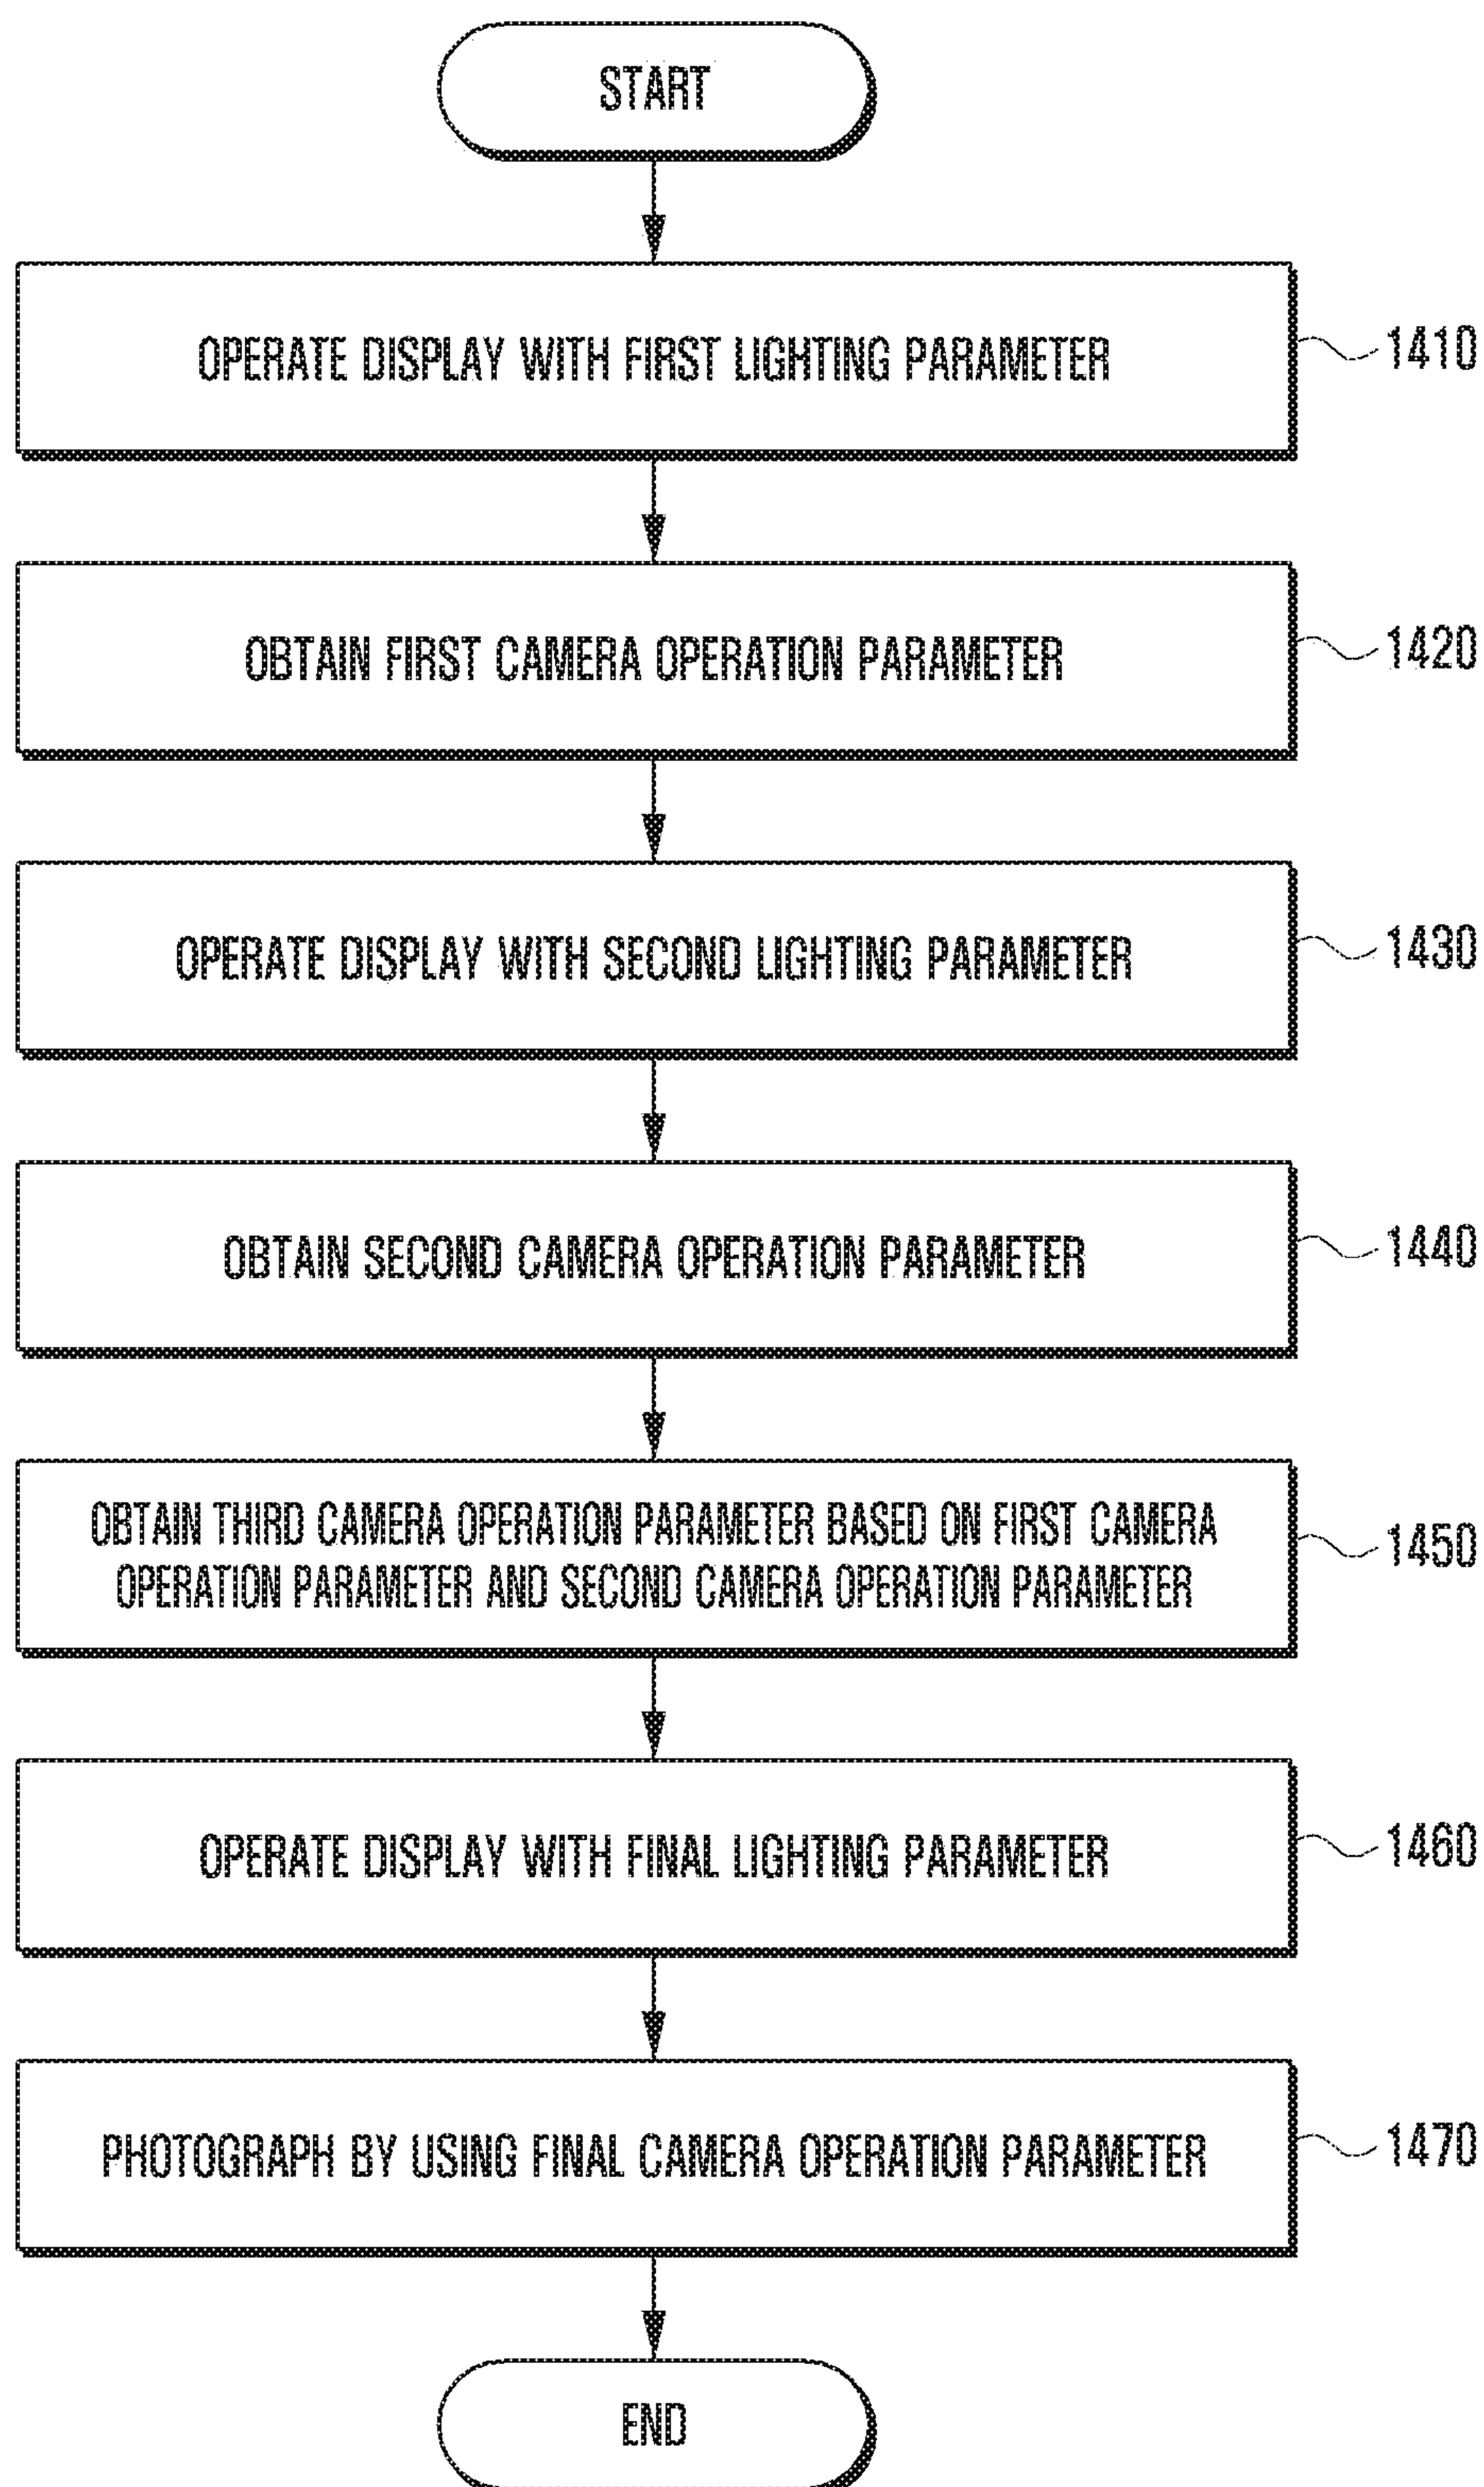 START
OPERATE DISPLAY WITH FIRST LIGHTING PARAMETER
1410
OBTAIN FIRST CAMERA OPERATION PARAMETER
1420
OPERATE DISPLAY WITH SECOND LIGHTING PARAMETER
1430
OBTAIN SECOND CAMERA OPERATION PARAMETER
1440
OBTAIN THIRD CAMERA OPERATION PARAMETER BASED ON FIRST CAMERA
OPERATION PARAMETER AND SECOND CAMERA OPERATION PARAMETER
1450
OPERATE DISPLAY WITH FINAL LIGHTING PARAMETER
1460
PHOTOGRAPH BY USING FINAL CAMERA OPERATION PARAMETER
1470
END